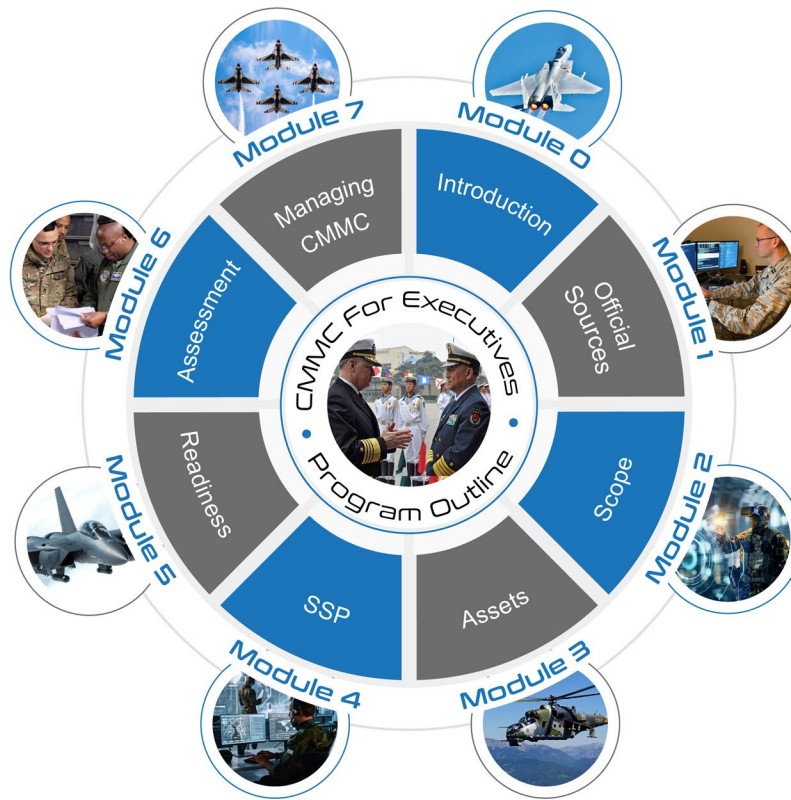 CMMC For Executives
Program Outline
Module 0
Introduction
Module 1
Official
Sources
Module 2
Scope
Module 3
Assets
Module 4
SSP
Module 5
Readiness
Module 6
Assessment
Module 7
Managing
CMMC